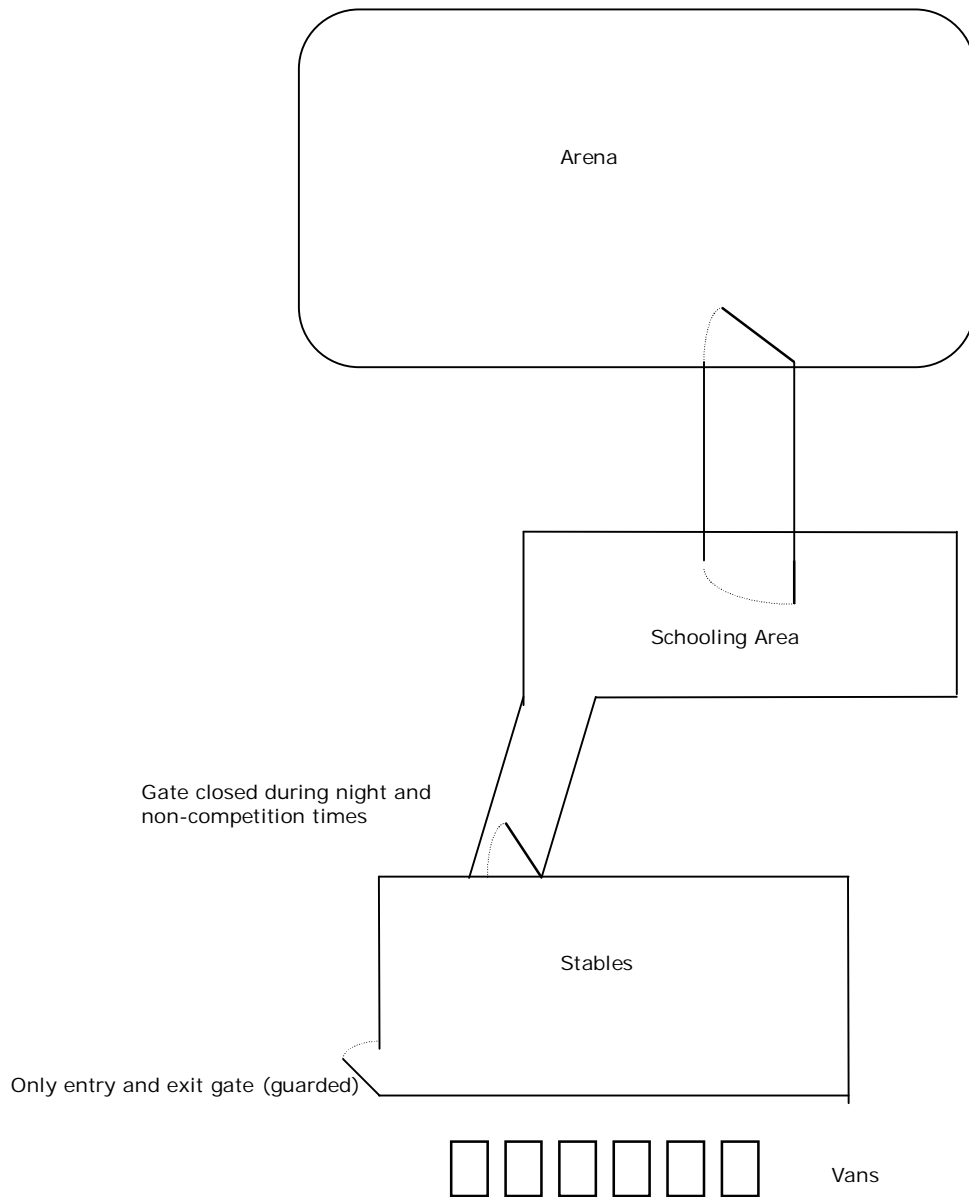 Arena
Schooling Area
Gate closed during night and
non-competition times
Stables
Only entry and exit gate (guarded)
Vans